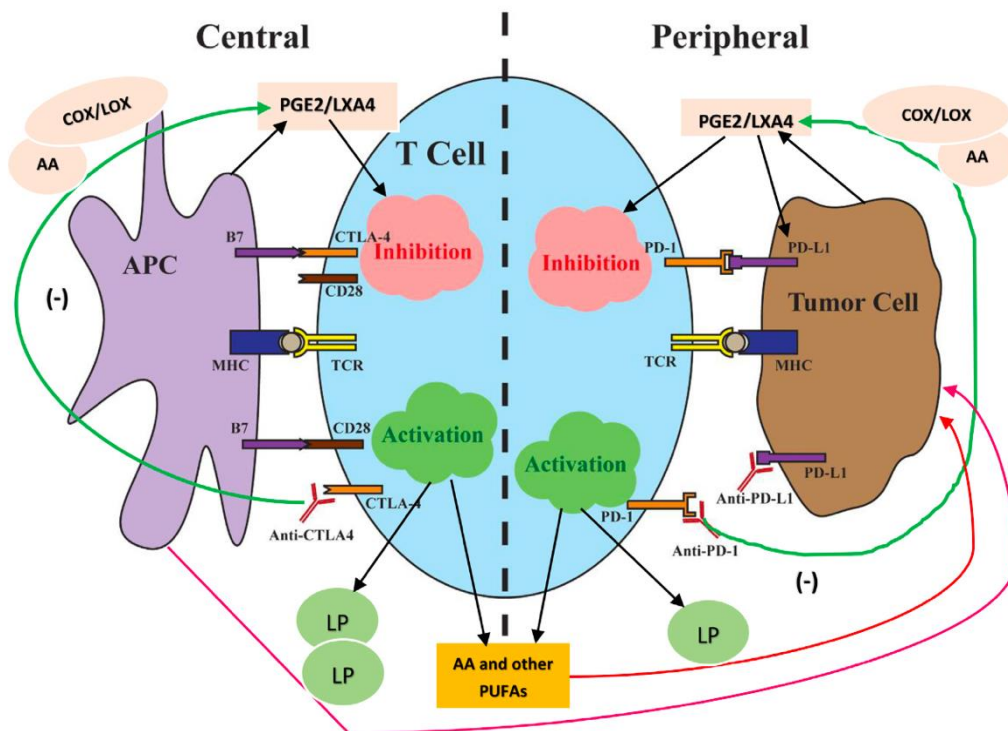 Central
Peripheral
COX/LOX
AA
PGE2/LXA4
PGE2/LXA4
COX/LOX
AA
T Cell
B7
CTLA-4
Inhibition
CD28
APC
(-)
PD-1
Inhibition
PD-L1
Tumor Cell
MHC
TCR
TCR
MHC
B7
CD28
Activation
CTLA-4
Anti-CTLA4
Activation
PD-1
Anti-PD-1
PD-L1
Anti-PD-L1
(-)
LP
LP
AA and other
PUFAs
LP